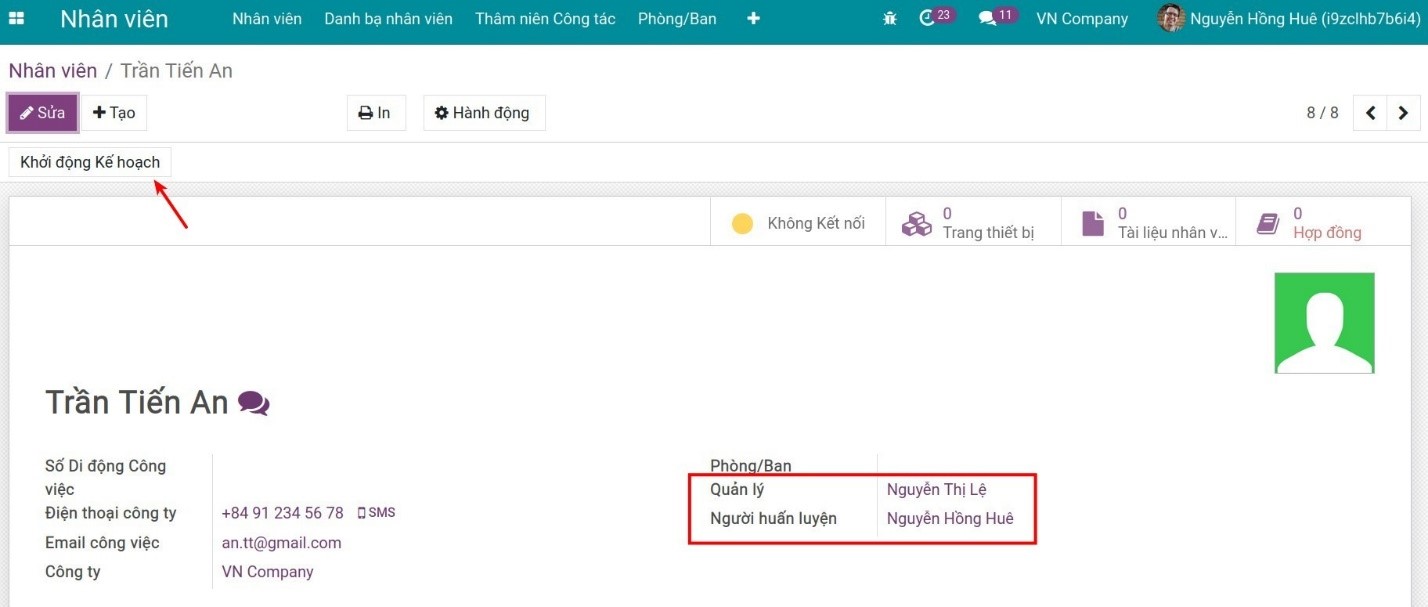 Nhân viên Nhân viên Danh bạ nhân viên Thâm niên Công tác Phòng/Ban 23 11 VN Company Nguyễn Hồng Huê (i9zclhb7b6i4)
Nhân viên / Trần Tiến An
Sửa Tạo In Hành động 8 / 8
Khởi động Kế hoạch
Không Kết nối 0 Trang thiết bị 0 Tài liệu nhân v... 0 Hợp đồng
Trần Tiến An
Số Di động Công việc
Điện thoại công ty +84 91 234 56 78 SMS
Email công việc an.tt@gmail.com
Công ty VN Company
Phòng/Ban
Quản lý Nguyễn Thị Lệ
Người huấn luyện Nguyễn Hồng Huê